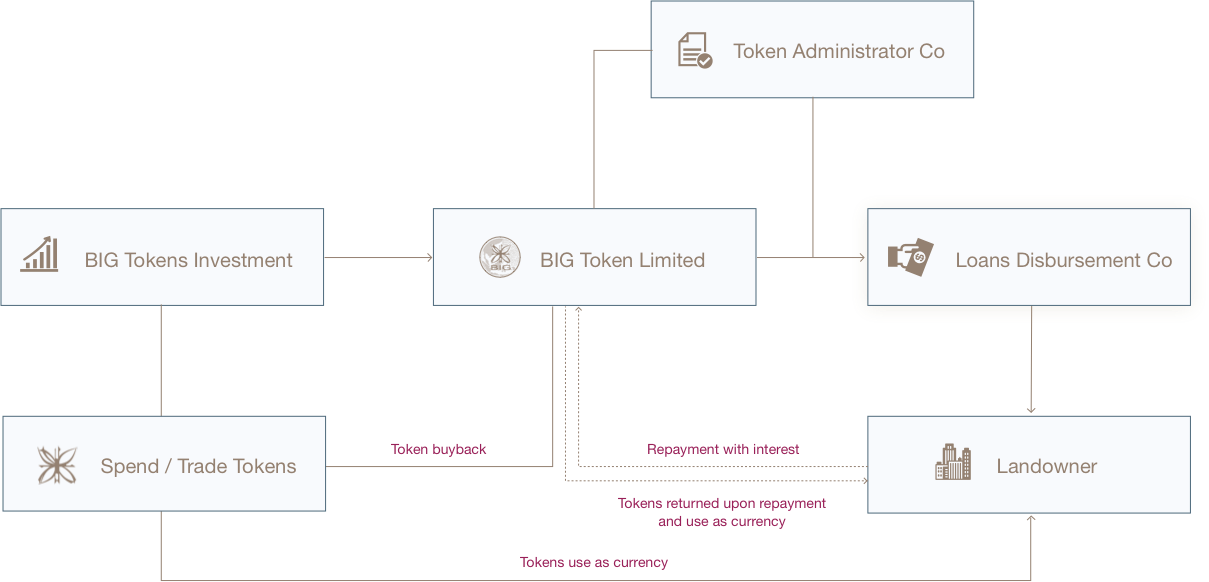 Token Administrator Co
BIG Tokens Investment
BIG
BIG Token Limited
Loans Disbursement Co
Spend / Trade Tokens
Token buyback
Repayment with interest
Landowner
Tokens returned upon repayment
and use as currency
Tokens use as currency